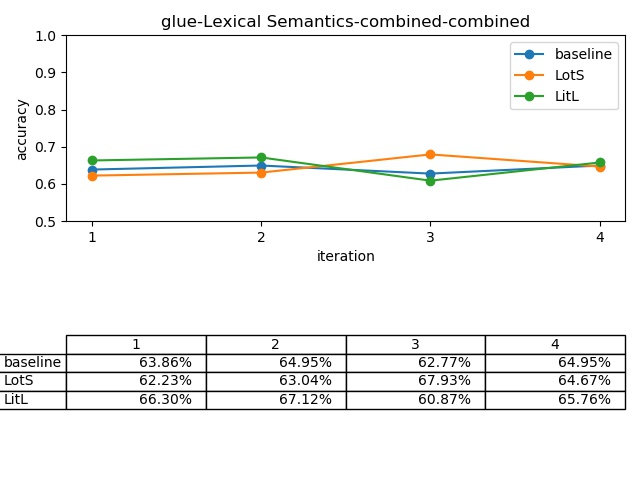 glue-Lexical Semantics-combined-combined
1.0
0.9
0.8
0.7
0.6
0.5
accuracy
baseline
LotS
LitL
1 2 3 4
iteration
1 2 3 4
baseline 63.86% 64.95% 62.77% 64.95%
LotS 62.23% 63.04% 67.93% 64.67%
LitL 66.30% 67.12% 60.87% 65.76%